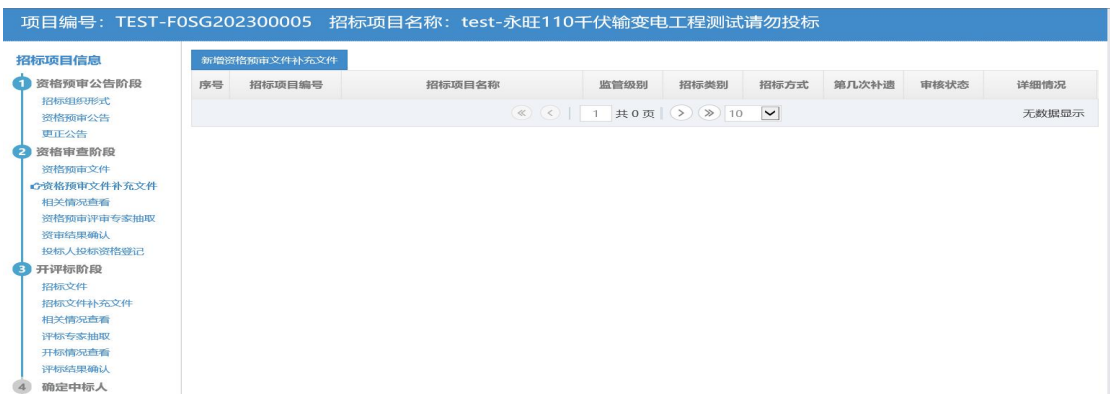 项目编号：TEST-F0SG202300005 招标项目名称：test-永旺110千伏输变电工程测试请勿投标
招标项目信息
1 资格预审公告阶段
招标组织形式
资格预审公告
更正公告
2 资格审查阶段
资格预审文件
资格预审文件补充文件
相关情况查看
资格预审评审专家抽取
资审结果确认
投标人投标资格登记
3 开评标阶段
招标文件
招标文件补充文件
相关情况查看
评标专家抽取
开标情况查看
评标结果确认
4 确定中标人
新增资格预审文件补充文件
序号 招标项目编号 招标项目名称 监管级别 招标类别 招标方式 第几次补遗 审核状态 详细情况
1 共 0 页 10 无数据显示